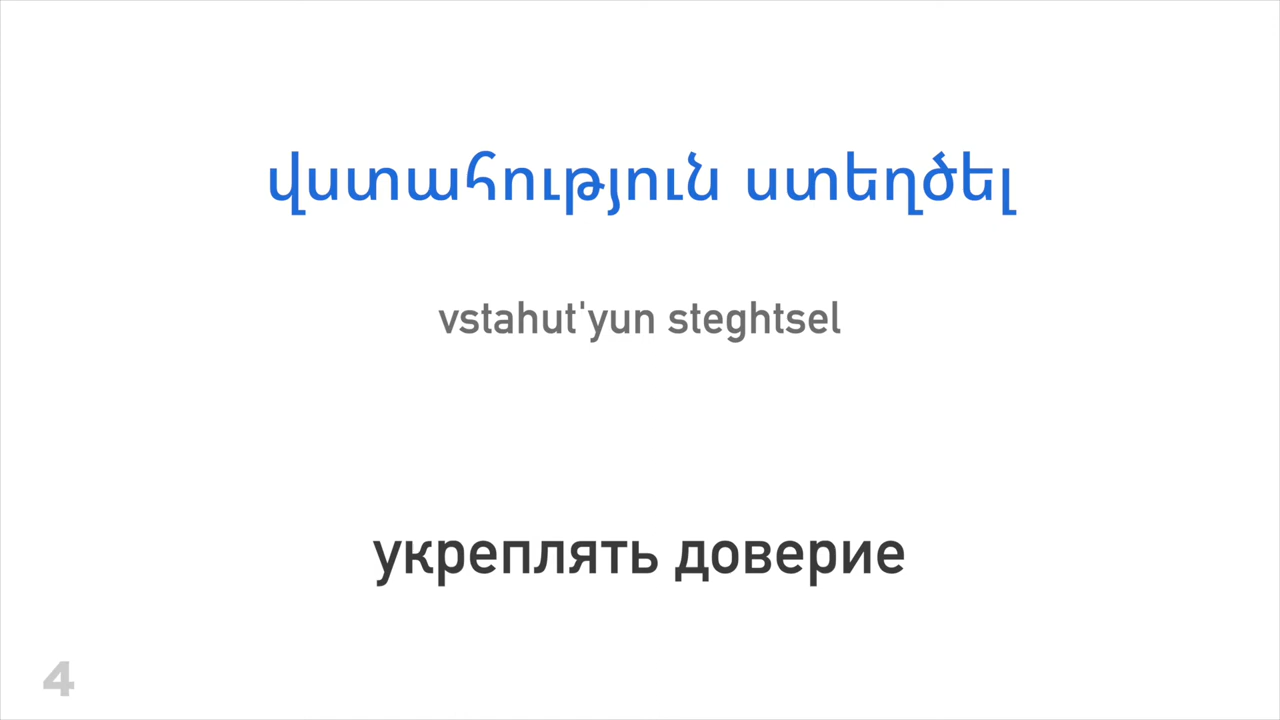 վստահություն ստեղծել
vstahut'yun steghtsel
укреплять доверие
4